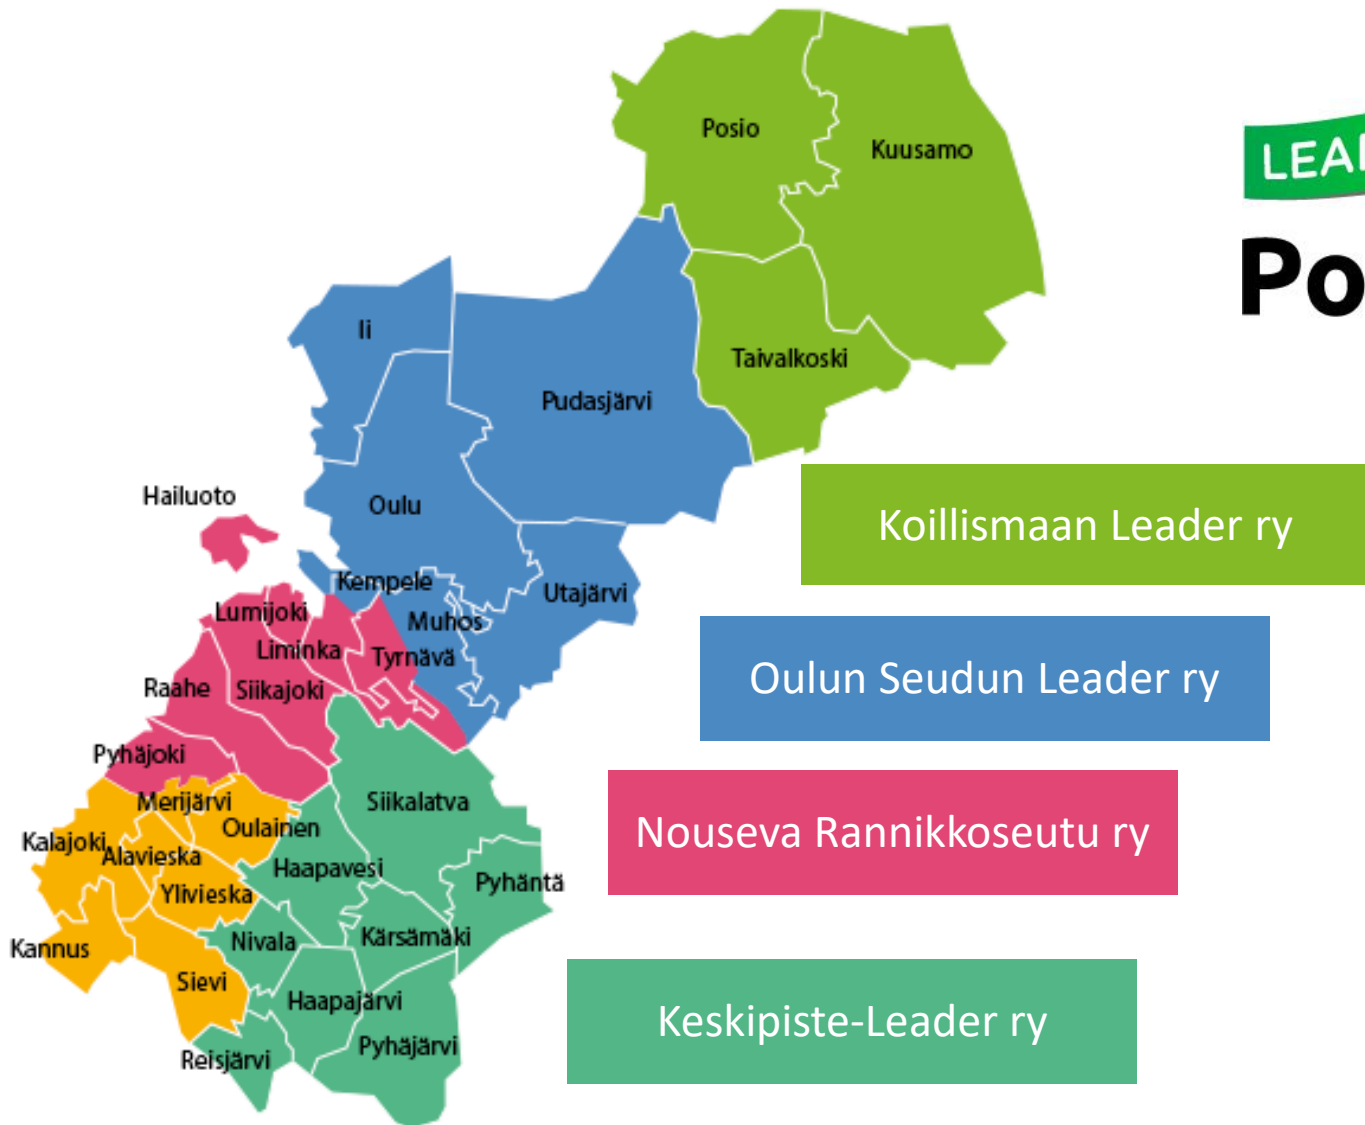 Posio
Kuusamo
LEA
Po
Ii
Taivalkoski
Pudasjärvi
Hailuoto
Oulu
Koillismaan Leader ry
Kempele
Utajärvi
Lumijoki
Muhos
Liminka
Tyrnävä
Raahe
Siikajoki
Oulun Seudun Leader ry
Pyhäjoki
Merijärvi
Siikalatva
Oulainen
Nouseva Rannikkoseutu ry
Kalajoki
Alavieska
Haapavesi
Pyhäntä
Ylivieska
Kannus
Nivala
Kärsämäki
Sievi
Haapajärvi
Keskipiste-Leader ry
Reisjärvi
Pyhäjärvi